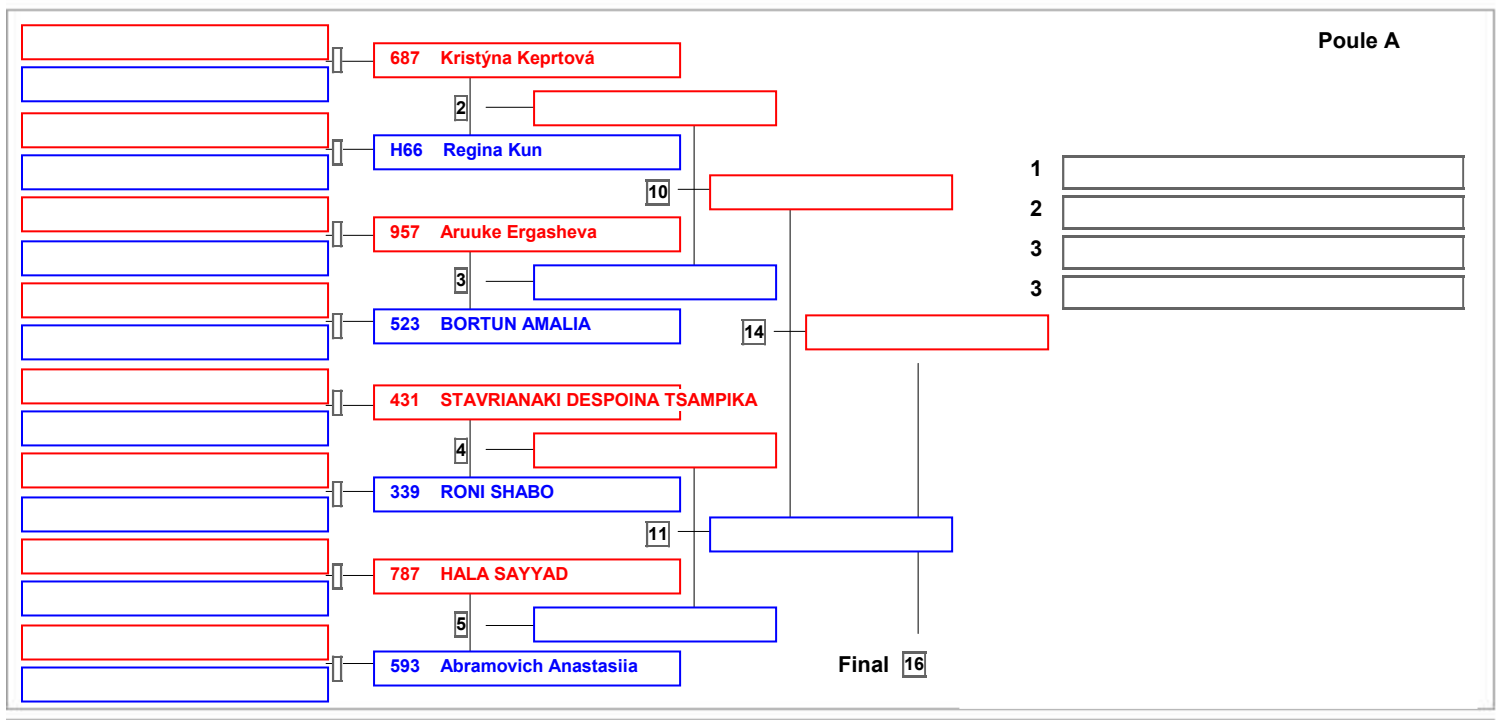 Poule A
687 Kristýna Keprtová
2
H66 Regina Kun
10
1
2
957 Aruuke Ergasheva
3
3
3
523 BORTUN AMALIA
14
431 STAVRIANAKI DESPOINA TSAMPIKA
4
339 RONI SHABO
11
787 HALA SAYYAD
5
593 Abramovich Anastasiia
Final 16